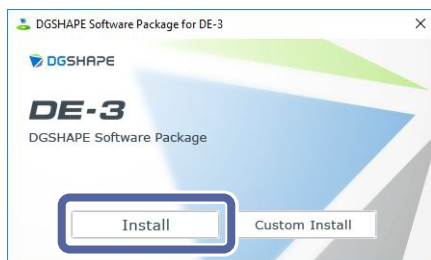 DGSHAPE Software Package for DE-3
DGSHAPE
DE-3
DGSHAPE Software Package
Install
Custom Install